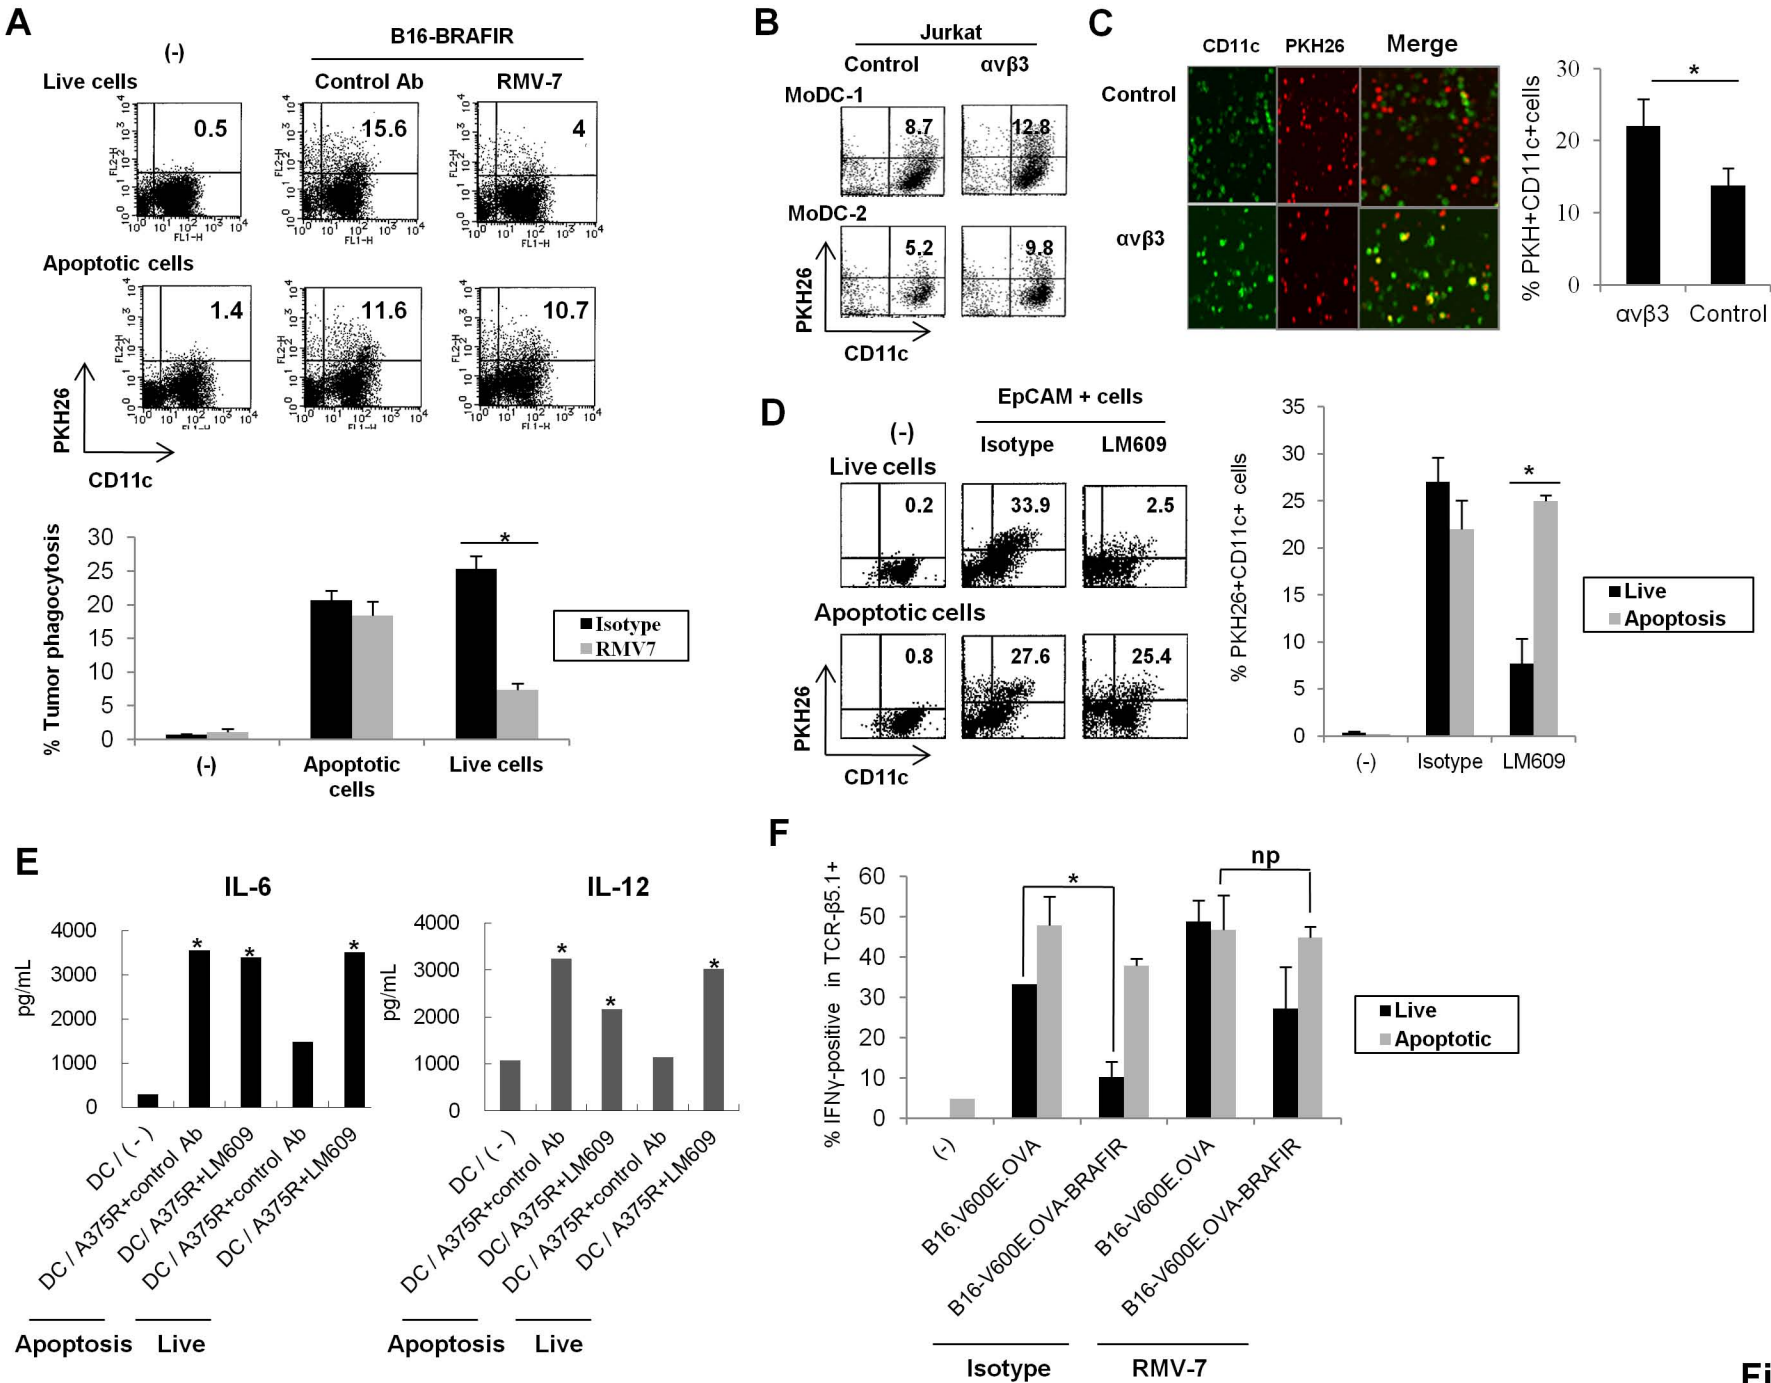 A
B16-BRAFIR
(-)
Live cells
Control Ab
RMV-7
0.5
15.6
4
FL2-H
FL1-H
10⁰ 10¹ 10² 10³ 10⁴
Apoptotic cells
1.4
11.6
10.7
PKH26
CD11c
% Tumor phagocytosis
30
25
20
15
10
5
0
*
(-)
Apoptotic cells
Live cells
Isotype
RMV7
B
Jurkat
Control
αvβ3
MoDC-1
8.7
12.8
MoDC-2
5.2
9.8
PKH26
CD11c
C
CD11c
PKH26
Merge
Control
αvβ3
% PKH+CD11c+cells
30
20
10
0
*
αvβ3
Control
D
EpCAM + cells
(-)
Isotype
LM609
Live cells
0.2
33.9
2.5
Apoptotic cells
0.8
27.6
25.4
PKH26
CD11c
% PKH26+CD11c+ cells
35
30
25
20
15
10
5
0
*
(-)
Isotype
LM609
Live
Apoptosis
E
IL-6
pg/mL
4000
3000
2000
1000
0
*
*
*
DC / ( - )
DC / A375R+control Ab
DC/ A375R+LM609
DC / A375R+control Ab
DC / A375R+LM609
Apoptosis
Live
IL-12
pg/mL
4000
3000
2000
1000
0
*
*
*
DC / ( - )
DC / A375R+control Ab
DC/ A375R+LM609
DC / A375R+control Ab
DC / A375R+LM609
Apoptosis
Live
F
% IFNγ-positive in TCR-β5.1+
60
50
40
30
20
10
0
*
np
(-)
B16.V600E.OVA
B16-V600E.OVA-BRAFIR
B16-V600E.OVA
B16-V600E.OVA-BRAFIR
Isotype
RMV-7
Live
Apoptotic
Fi